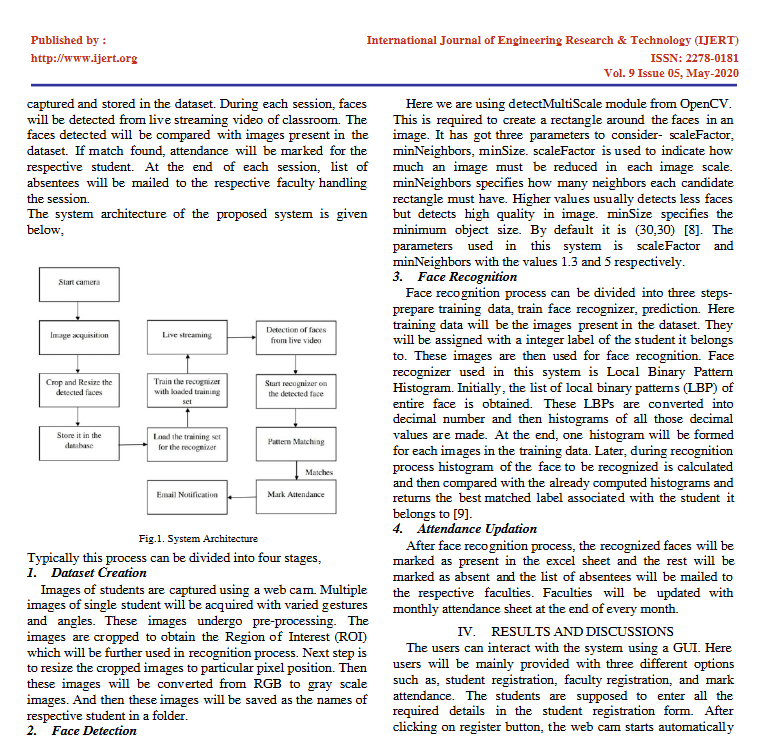 Published by :
http://www.ijert.org
International Journal of Engineering Research & Technology (IJERT)
ISSN: 2278-0181
Vol. 9 Issue 05, May-2020
captured and stored in the dataset. During each session, faces
will be detected from live streaming video of classroom. The
faces detected will be compared with images present in the
dataset. If match found, attendance will be marked for the
respective student. At the end of each session, list of
absentees will be mailed to the respective faculty handling
the session.
The system architecture of the proposed system is given
below,
Start camera
Image acquisition
Crop and Resize the
detected faces
Store it in the
database
Live streaming
Train the recognizer
with loaded training
set
Load the training set
for the recognizer
Email Notification
Detection of faces
from live video
Start recognizer on
the detected face
Pattern Matching
Matches
Mark Attendance
Fig.1. System Architecture
Typically this process can be divided into four stages,
1. Dataset Creation
Images of students are captured using a web cam. Multiple
images of single student will be acquired with varied gestures
and angles. These images undergo pre-processing. The
images are cropped to obtain the Region of Interest (ROI)
which will be further used in recognition process. Next step is
to resize the cropped images to particular pixel position. Then
these images will be converted from RGB to gray scale
images. And then these images will be saved as the names of
respective student in a folder.
2. Face Detection
Here we are using detectMultiScale module from OpenCV.
This is required to create a rectangle around the faces in an
image. It has got three parameters to consider- scaleFactor,
minNeighbors, minSize. scaleFactor is used to indicate how
much an image must be reduced in each image scale.
minNeighbors specifies how many neighbors each candidate
rectangle must have. Higher values usually detects less faces
but detects high quality in image. minSize specifies the
minimum object size. By default it is (30,30) [8]. The
parameters used in this system is scaleFactor and
minNeighbors with the values 1.3 and 5 respectively.
3. Face Recognition
Face recognition process can be divided into three steps-
prepare training data, train face recognizer, prediction. Here
training data will be the images present in the dataset. They
will be assigned with a integer label of the student it belongs
to. These images are then used for face recognition. Face
recognizer used in this system is Local Binary Pattern
Histogram. Initially, the list of local binary patterns (LBP) of
entire face is obtained. These LBPs are converted into
decimal number and then histograms of all those decimal
values are made. At the end, one histogram will be formed
for each images in the training data. Later, during recognition
process histogram of the face to be recognized is calculated
and then compared with the already computed histograms and
returns the best matched label associated with the student it
belongs to [9].
4. Attendance Updation
After face recognition process, the recognized faces will be
marked as present in the excel sheet and the rest will be
marked as absent and the list of absentees will be mailed to
the respective faculties. Faculties will be updated with
monthly attendance sheet at the end of every month.
IV. RESULTS AND DISCUSSIONS
The users can interact with the system using a GUI. Here
users will be mainly provided with three different options
such as, student registration, faculty registration, and mark
attendance. The students are supposed to enter all the
required details in the student registration form. After
clicking on register button, the web cam starts automatically